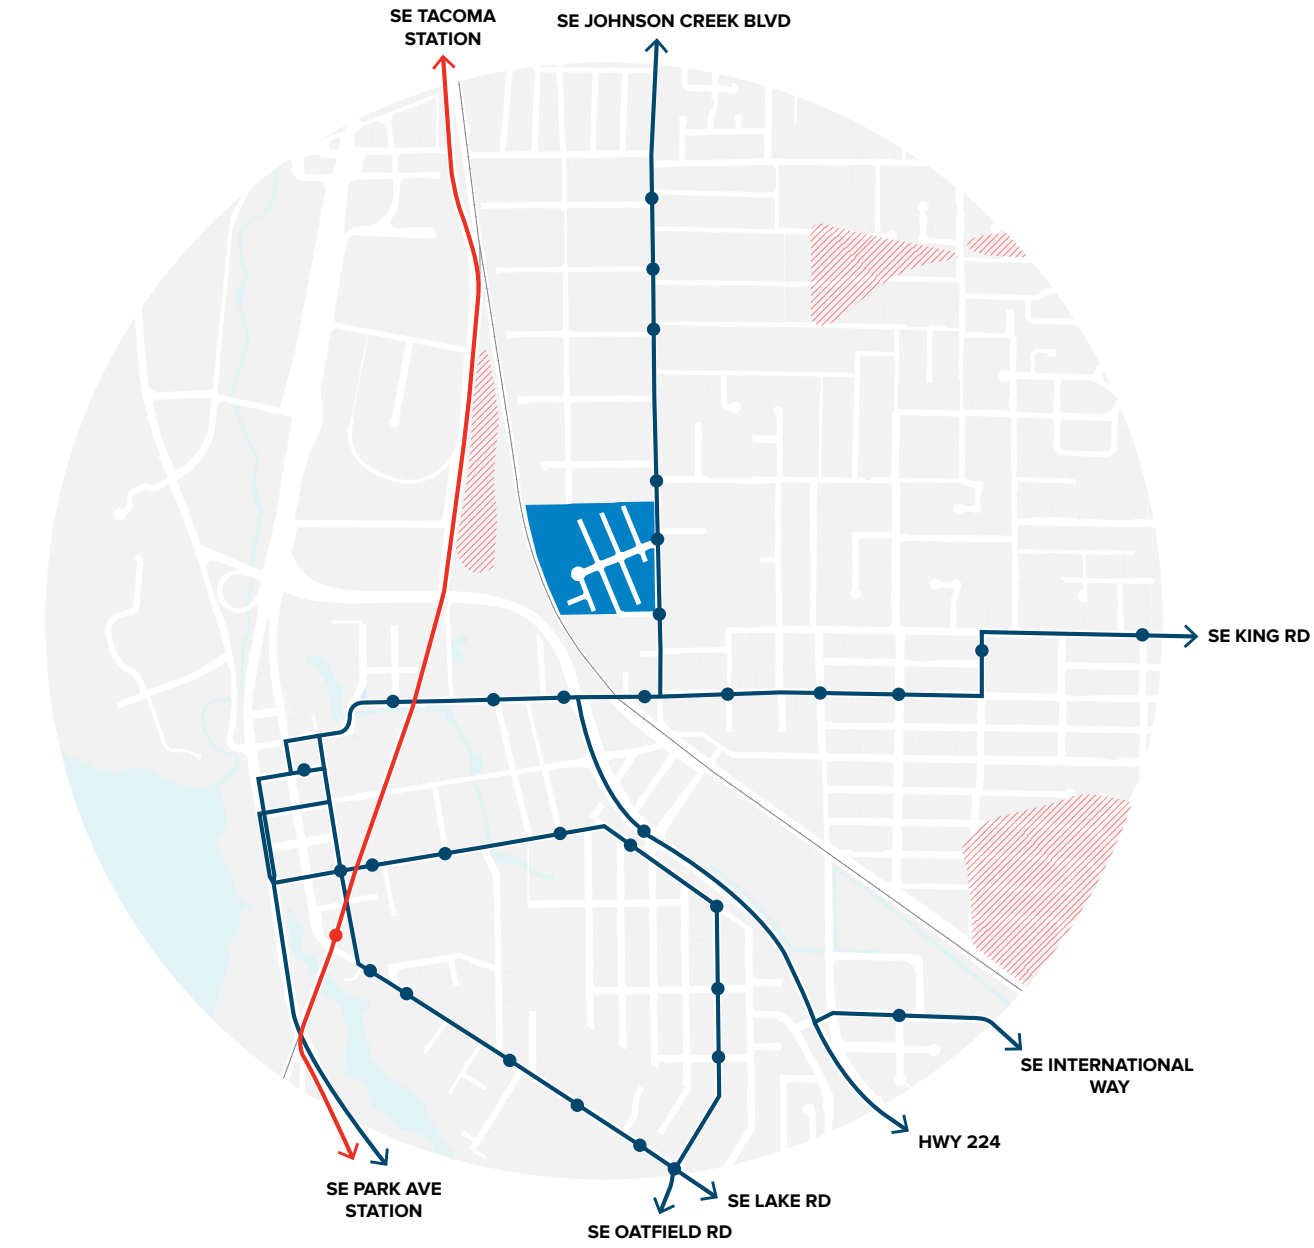 SE TACOMA
STATION
SE JOHNSON CREEK BLVD
SE KING RD
SE INTERNATIONAL
WAY
HWY 224
SE PARK AVE
STATION
SE LAKE RD
SE OATFIELD RD